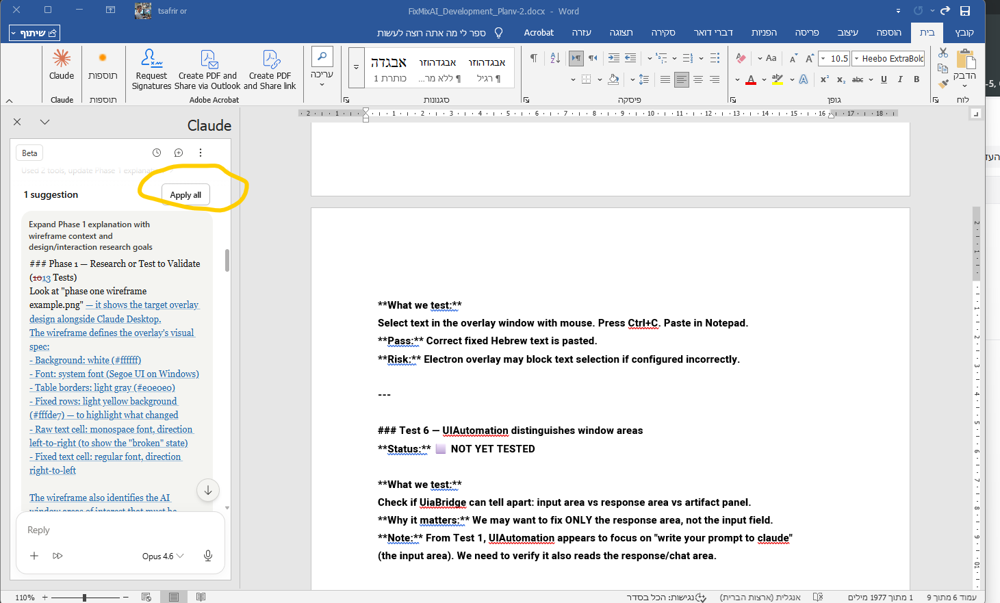 tsafrir or
FixMixAI_Development_Planv-2.docx - Word
קובץ
בית
הוספה
עיצוב
פריסה
הפניות
דברי דואר
סקירה
תצוגה
עזרה
Acrobat
ספר לי מה אתה רוצה לעשות
שיתוף
הדבק
לוח
Heebo ExtraBold
10.5
Aa
B I U abc x₂ x²
גופן
פיסקה
אבגדהוזר
¶ רגיל
אבגדהוזר
¶ ללא מר...
אבגדה
כותרת 1
סגנונות
עריכה
Create PDF and Share link
Create PDF and Share via Outlook
Request Signatures
Adobe Acrobat
תוספות
תוספות
Claude
Claude
Claude
Beta
Used 2 tools, update Phase 1 explanat
1 suggestion
Apply all
Expand Phase 1 explanation with
wireframe context and
design/interaction research goals
### Phase 1 — Research or Test to Validate
(1013 Tests)
Look at "phase one wireframe
example.png" — it shows the target overlay
design alongside Claude Desktop.
The wireframe defines the overlay's visual
spec:
- Background: white (#ffffff)
- Font: system font (Segoe UI on Windows)
- Table borders: light gray (#e0e0e0)
- Fixed rows: light yellow background
(#fffde7) — to highlight what changed
- Raw text cell: monospace font, direction
left-to-right (to show the "broken" state)
- Fixed text cell: regular font, direction
right-to-left
The wireframe also identifies the AI
window areas of interest that must be
Reply
Opus 4.6
**What we test:**
Select text in the overlay window with mouse. Press Ctrl+C. Paste in Notepad.
**Pass:** Correct fixed Hebrew text is pasted.
**Risk:** Electron overlay may block text selection if configured incorrectly.
---
### Test 6 — UIAutomation distinguishes window areas
**Status:** NOT YET TESTED
**What we test:**
Check if UiaBridge can tell apart: input area vs response area vs artifact panel.
**Why it matters:** We may want to fix ONLY the response area, not the input field.
**Note:** From Test 1, UIAutomation appears to focus on "write your prompt to claude"
(the input area). We need to verify it also reads the response/chat area.
עמוד 6 מתוך 9
1 מתוך 1977 מילים
אנגלית (ארצות הברית)
נגישות: הכל בסדר
110%